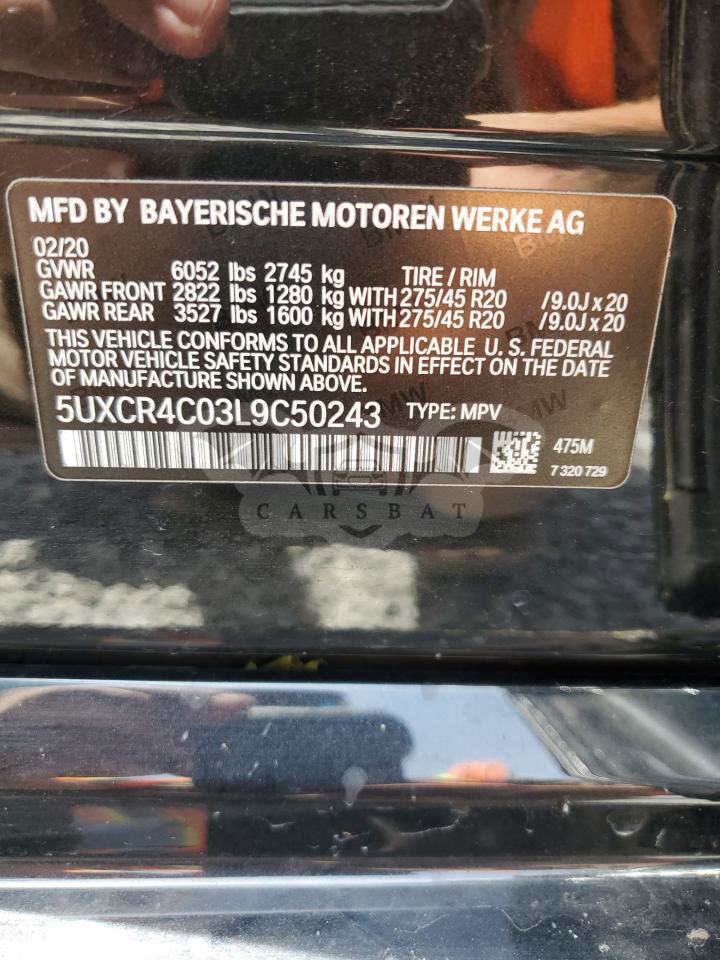 MFD BY BAYERISCHE MOTOREN WERKE AG
02/20
GVWR 6052 lbs 2745 kg TIRE / RIM
GAWR FRONT 2822 lbs 1280 kg WITH 275/45 R20 /9.0J x 20
GAWR REAR 3527 lbs 1600 kg WITH 275/45 R20 /9.0J x 20
THIS VEHICLE CONFORMS TO ALL APPLICABLE U. S. FEDERAL
MOTOR VEHICLE SAFETY STANDARDS IN EFFECT ON THE DATE
OF MANUFACTURE SHOWN ABOVE.
5UXCR4C03L9C50243 TYPE: MPV
475M
7 320 729
CARSBAT